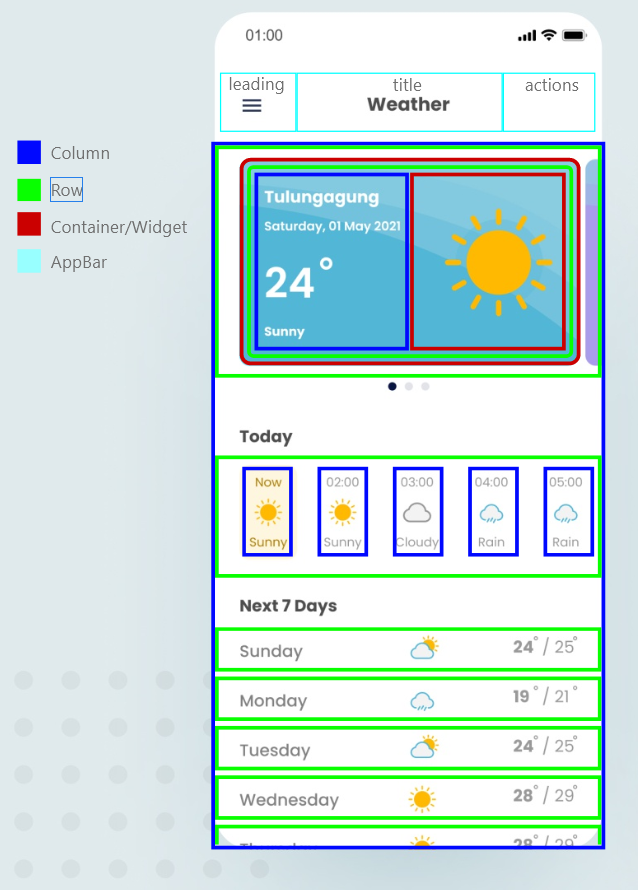 01:00
leading
title
actions
Weather
Column
Row
Container/Widget
AppBar
Tulungagung
Saturday, 01 May 2021
24°
Sunny
Today
Now
02:00
03:00
04:00
05:00
Sunny
Sunny
Cloudy
Rain
Rain
Next 7 Days
Sunday 24° / 25°
Monday 19° / 21°
Tuesday 24° / 25°
Wednesday 28° / 29°
28° / 29°